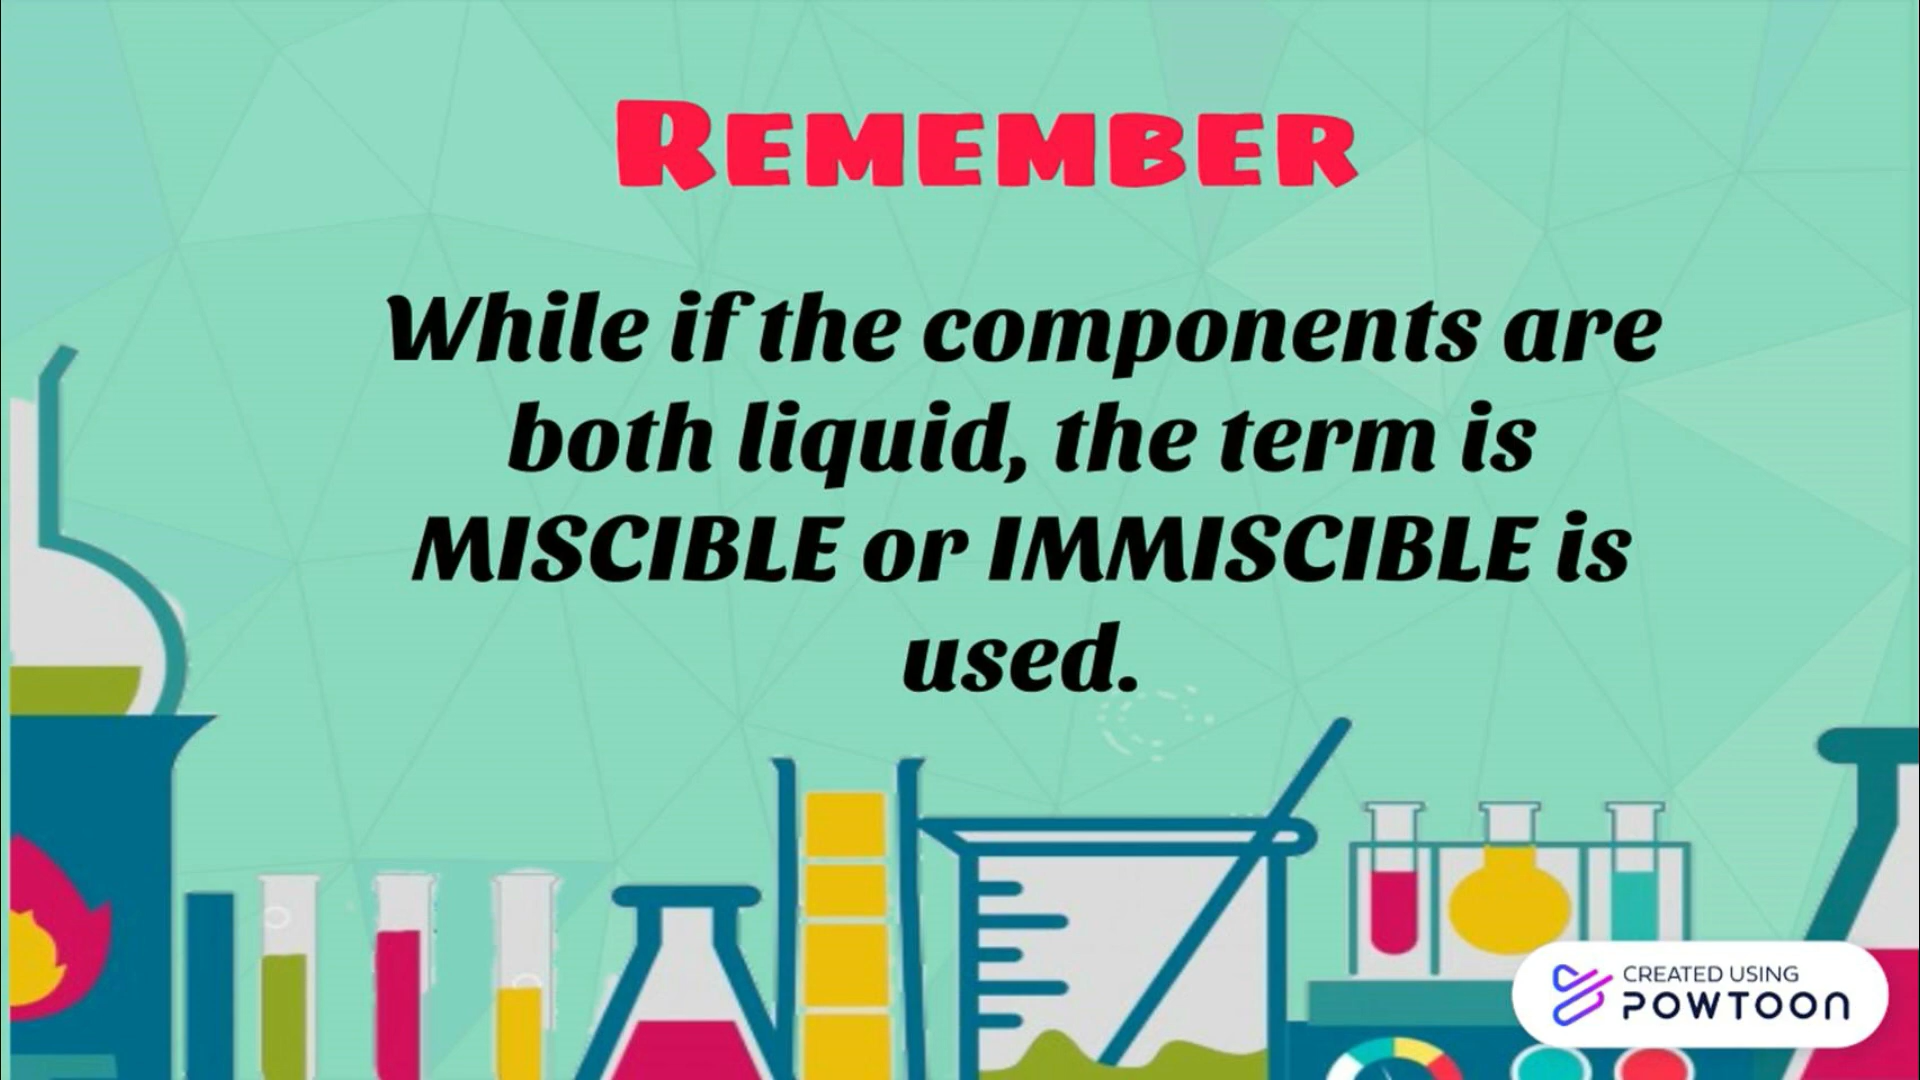 REMEMBER
While if the components are
both liquid, the term is
MISCIBLE or IMMISCIBLE is
used.
CREATED USING
POWTOON